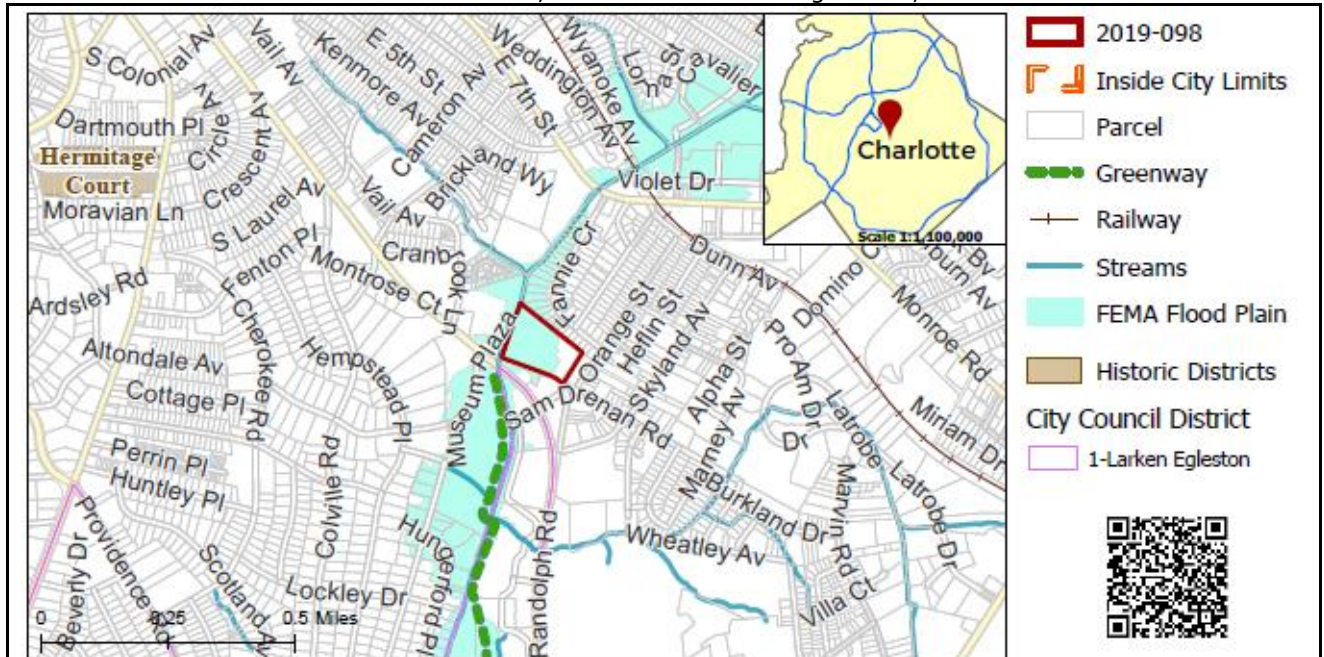 S Colonial Av
Vail Av
Kenmore Av
E 5th St
Cameron Av
Weddington Av
E 7th St
Wyanoke Av
Dartmouth Pl
Circle Av
Crescent Av
Hermitage
Court
Moravian Ln
S Laurel Av
Fenton Pl
Vail Av
Brickland Wy
Violet Dr
Cranbrook Ln
Montrose Ct
Ardsley Rd
Fannie Cr
Dunn Av
Domino
Monroe Rd
Altondale Av
Cherokee Rd
Hempstead Pl
Museum Plaza
Orange St
Heflin St
Skyland Av
Alpha St
Pro Am Dr
Dr
Cottage Pl
Sam Drenan Rd
Marney Av
Latrobe
Latrobe Dr
Miriam Dr
Perrin Pl
Huntley Pl
Colville Rd
Burkland Dr
Marvin Rd
Providence Rd
Beverly Dr
Scotland Av
Hungerford Pl
Randolph Rd
Wheatley Av
Villa Ct
Lockley Dr
0
0.25
0.5 Miles
Charlotte
Scale 1:1,100,000
2019-098
Inside City Limits
Parcel
Greenway
Railway
Streams
FEMA Flood Plain
Historic Districts
City Council District
1-Larken Egleston